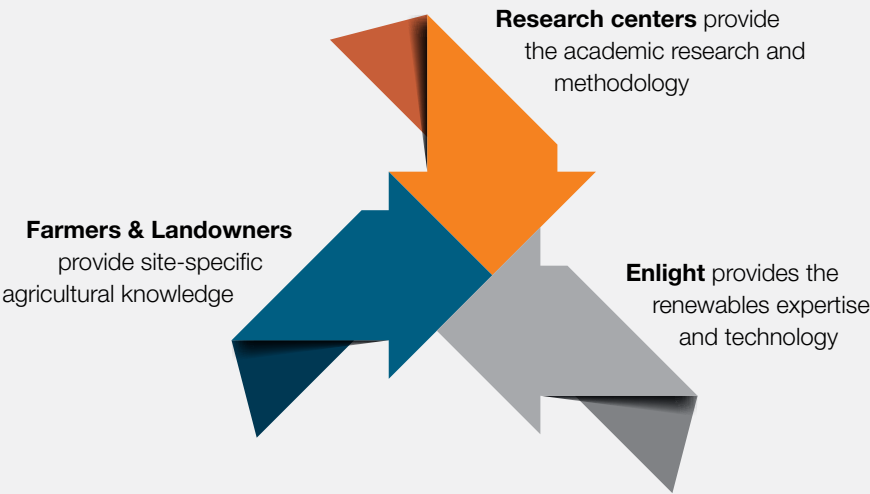 Research centers provide
the academic research and
methodology
Farmers & Landowners
provide site-specific
agricultural knowledge
Enlight provides the
renewables expertise
and technology